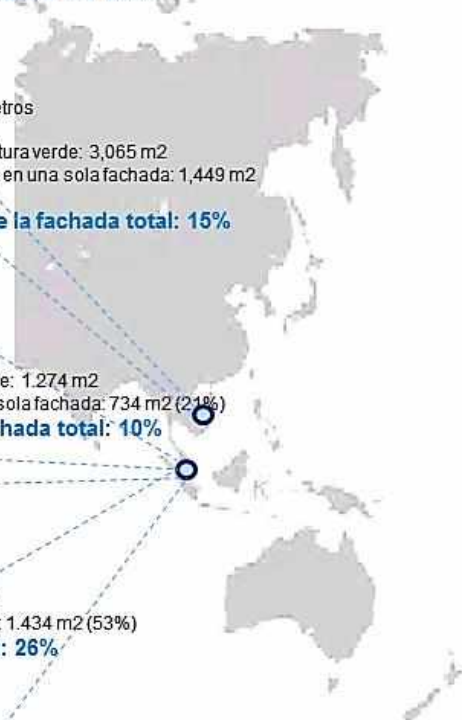 etros
tura verde: 3,065 m2
en una sola fachada: 1,449 m2
e la fachada total: 15%
e: 1.274 m2
sola fachada: 734 m2 (21%)
hada total: 10%
: 1.434 m2 (53%)
: 26%